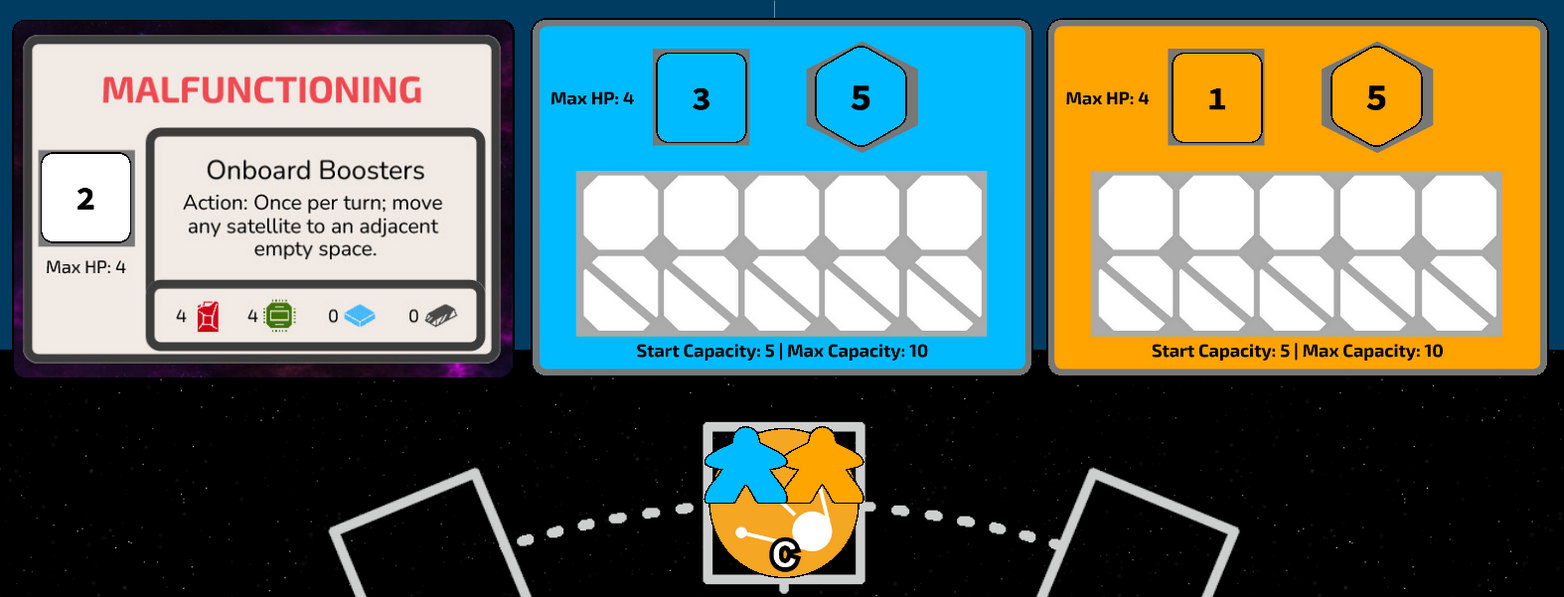 MALFUNCTIONING
2
Max HP: 4
Onboard Boosters
Action: Once per turn; move
any satellite to an adjacent
empty space.
4 4 0 0
Max HP: 4 3 5
Start Capacity: 5 | Max Capacity: 10
Max HP: 4 1 5
Start Capacity: 5 | Max Capacity: 10
C